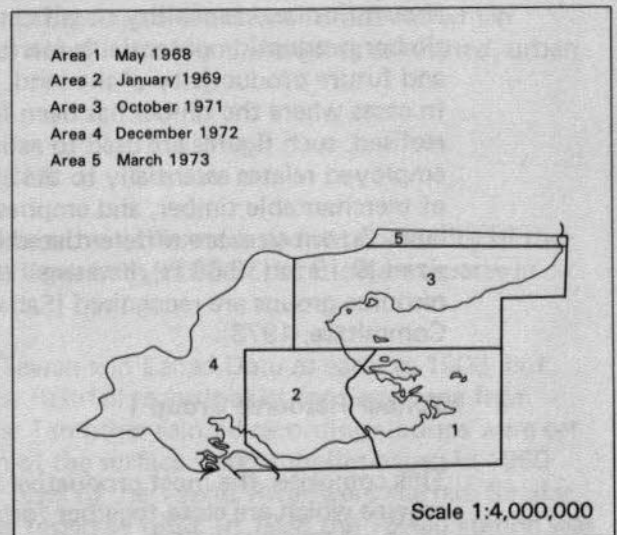 Area 1 May 1968
Area 2 January 1969
Area 3 October 1971
Area 4 December 1972
Area 5 March 1973
5
3
4
2
1
Scale 1:4,000,000